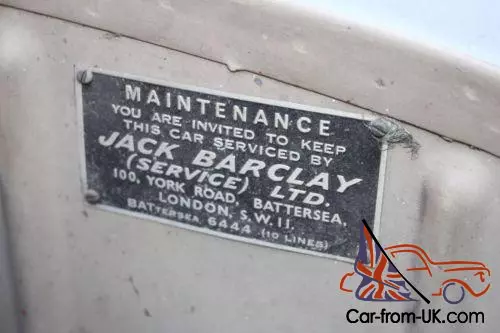 MAINTENANCE
YOU ARE INVITED TO KEEP
THIS CAR SERVICED BY
JACK BARCLAY
(SERVICE) LTD.
100, YORK ROAD, BATTERSEA,
LONDON, S.W.11.
BATTERSEA 6444 (10 LINES)
Car-from-UK.com